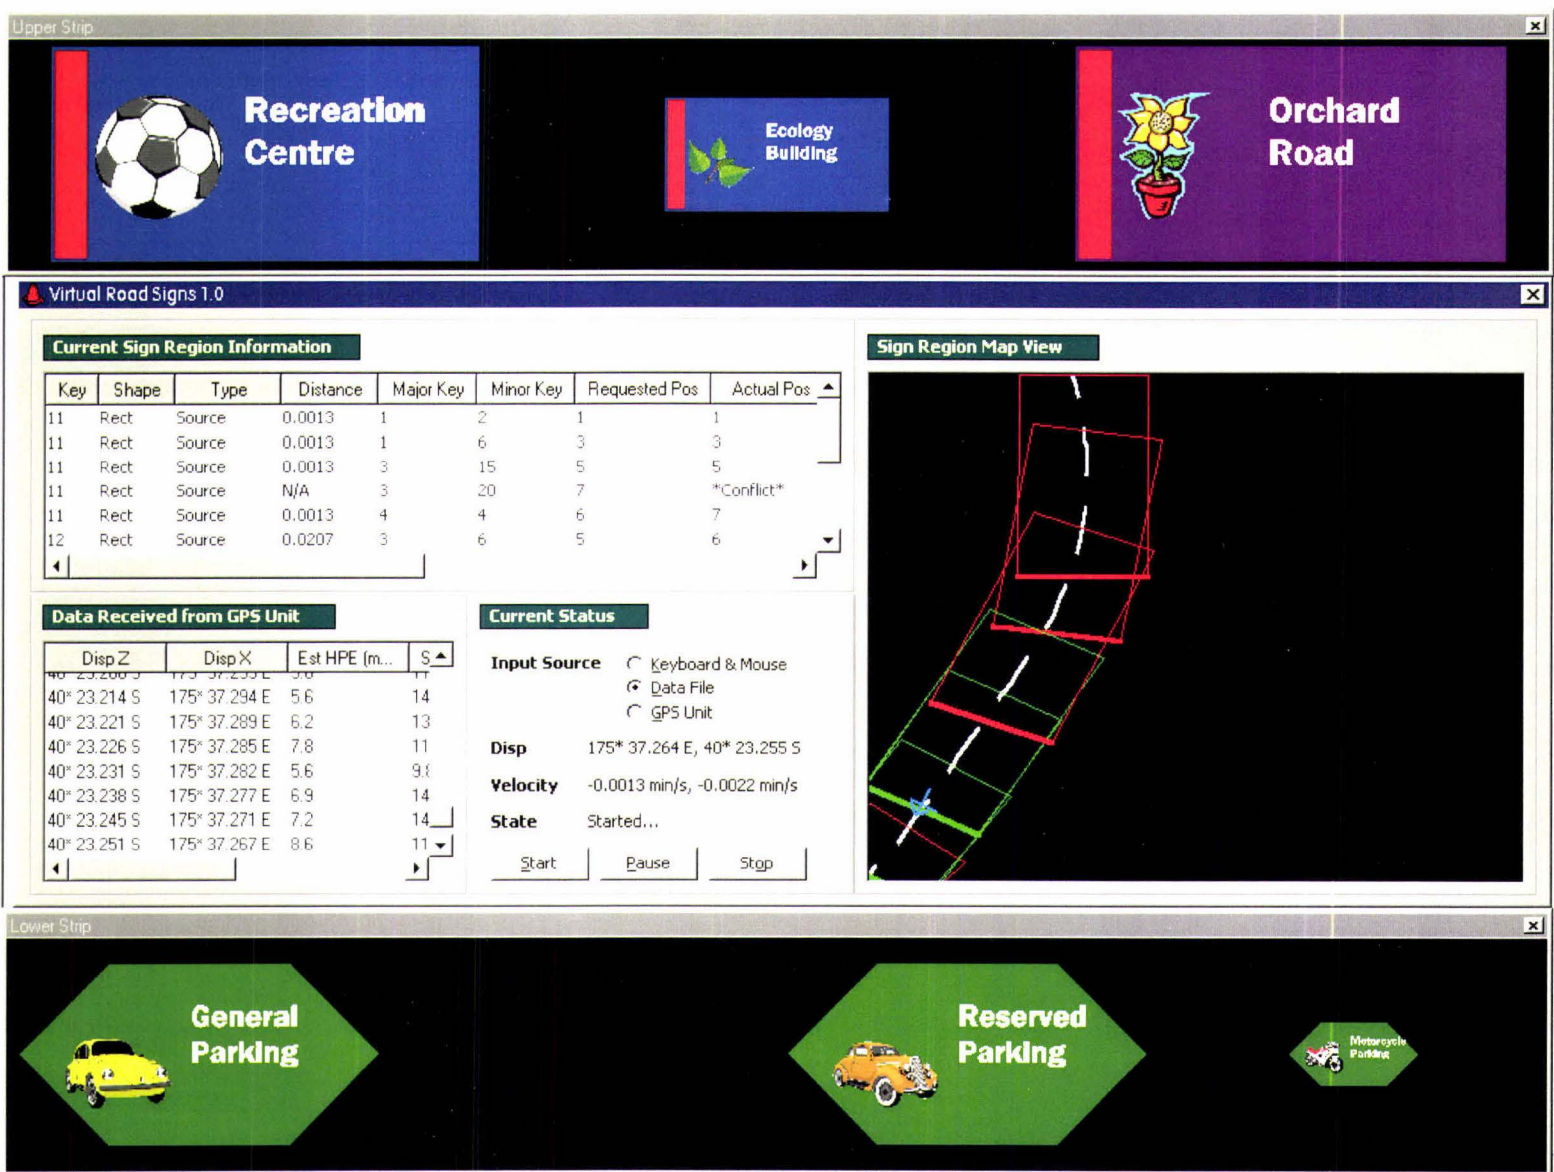 Upper Strip
Recreation
Centre
Ecology
Building
Orchard
Road
Virtual Road Signs 1.0
Current Sign Region Information
Key Shape Type Distance Major Key Minor Key Requested Pos Actual Pos
11 Rect Source 0.0013 1 2 1 1
11 Rect Source 0.0013 1 6 3 3
11 Rect Source 0.0013 3 15 5 5
11 Rect Source N/A 3 20 7 *Conflict*
11 Rect Source 0.0013 4 4 6 7
12 Rect Source 0.0207 3 6 5 6
Sign Region Map View
Data Received from GPS Unit
Disp Z Disp X Est HPE (m... S
40* 23.214 S 175* 37.294 E 5.6 14
40* 23.221 S 175* 37.289 E 6.2 13
40* 23.226 S 175* 37.285 E 7.8 11
40* 23.231 S 175* 37.282 E 5.6
40* 23.238 S 175* 37.277 E 6.9 14
40* 23.245 S 175* 37.271 E 7.2 14
40* 23.251 S 175* 37.267 E 8.6 11
Current Status
Input Source Keyboard & Mouse
Data File
GPS Unit
Disp 175* 37.264 E, 40* 23.255 S
Velocity -0.0013 min/s, -0.0022 min/s
State Started...
Start Pause Stop
Lower Strip
General
Parking
Reserved
Parking
Motorcycle
Parking